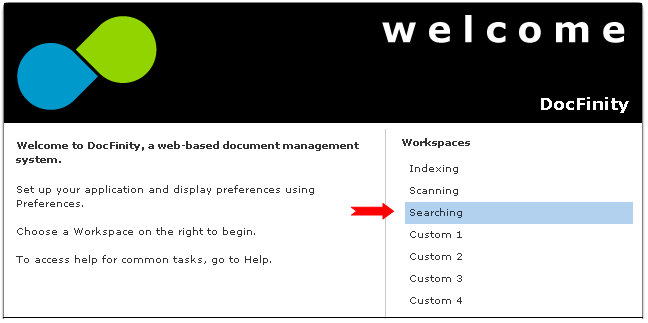 welcome
DocFinity
Welcome to DocFinity, a web-based document management
system.
Set up your application and display preferences using
Preferences.
Choose a Workspace on the right to begin.
To access help for common tasks, go to Help.
Workspaces
Indexing
Scanning
Searching
Custom 1
Custom 2
Custom 3
Custom 4